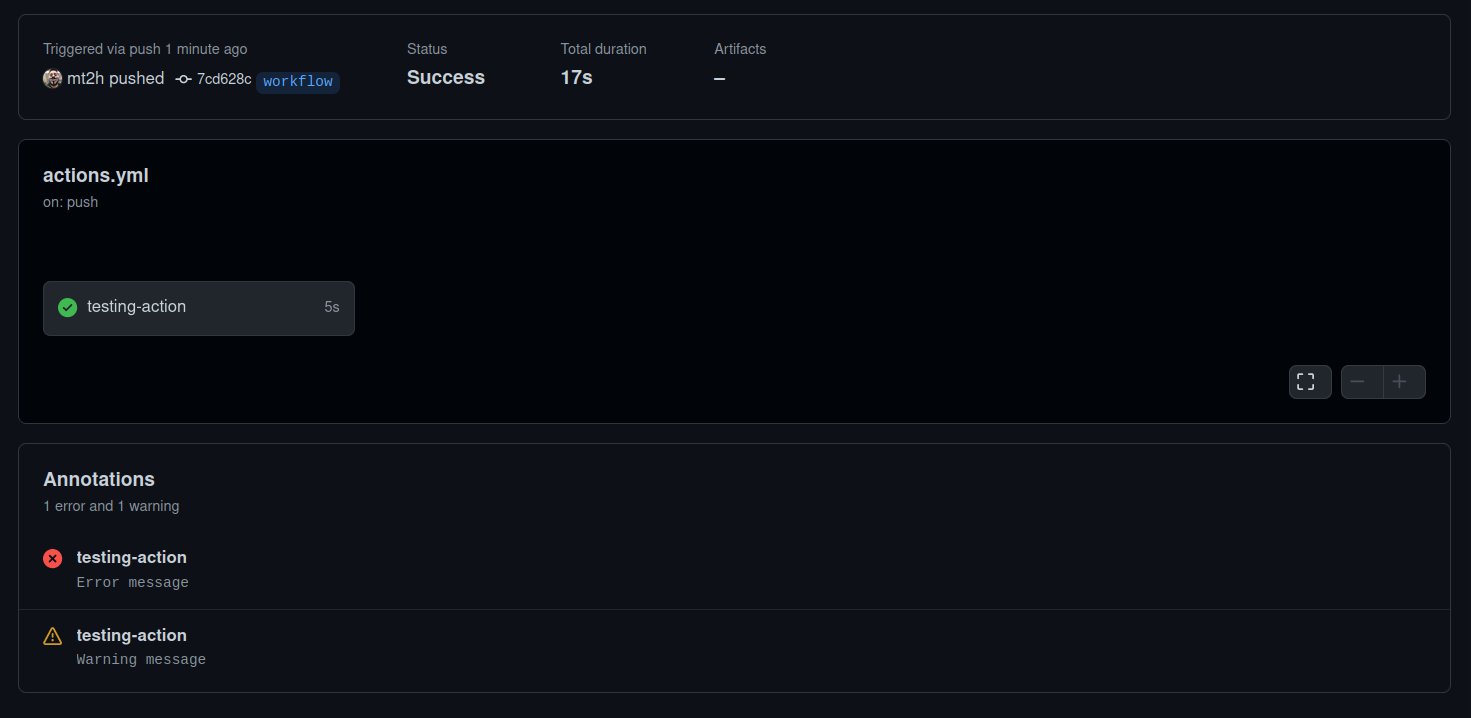 Triggered via push 1 minute ago
mt2h pushed 7cd628c workflow
Status
Success
Total duration
17s
Artifacts
–
actions.yml
on: push
testing-action 5s
Annotations
1 error and 1 warning
testing-action
Error message
testing-action
Warning message